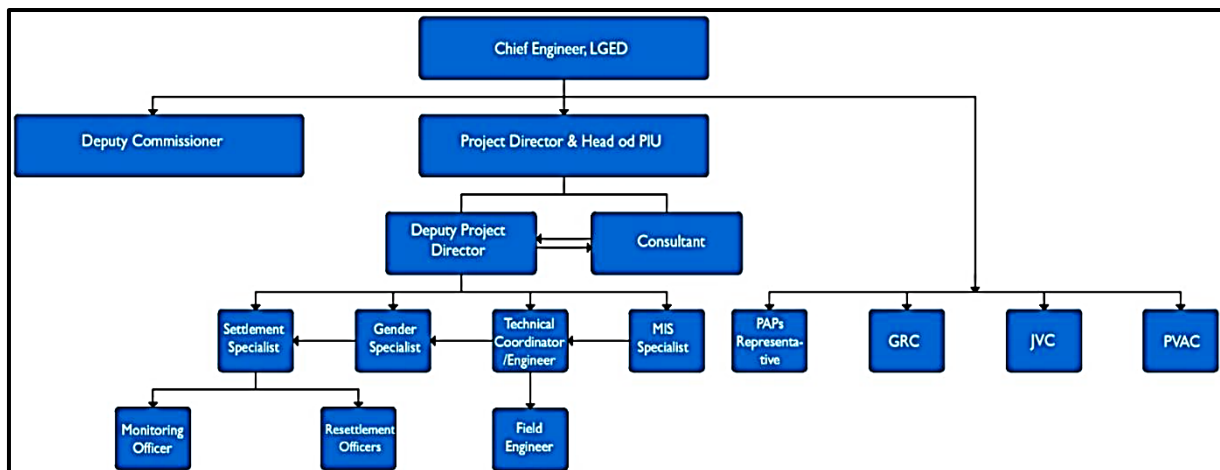 Chief Engineer, LGED
Deputy Commissioner
Project Director & Head od PIU
Deputy Project
Director
Consultant
Settlement
Specialist
Gender
Specialist
Technical
Coordinator
/Engineer
MIS
Specialist
PAPs
Representa-
tive
GRC
JVC
PVAC
Monitoring
Officer
Resettlement
Officers
Field
Engineer